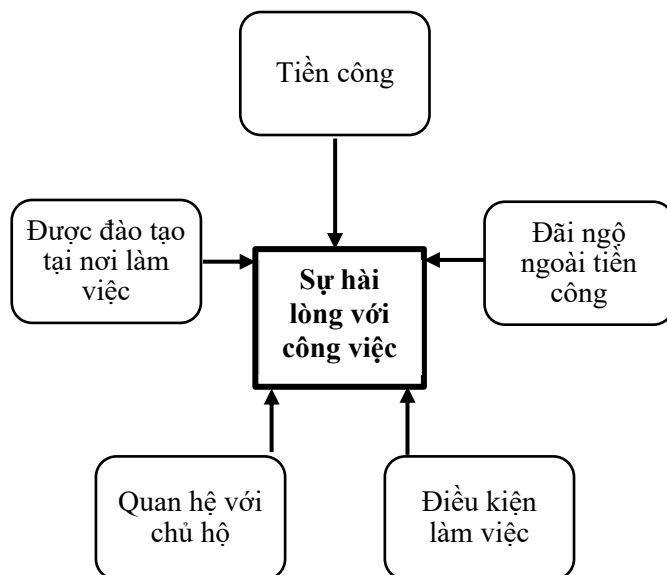 Tiền công
Được đào tạo
tại nơi làm
việc
Sự hài
lòng với
công việc
Đãi ngộ
ngoài tiền
công
Quan hệ với
chủ hộ
Điều kiện
làm việc